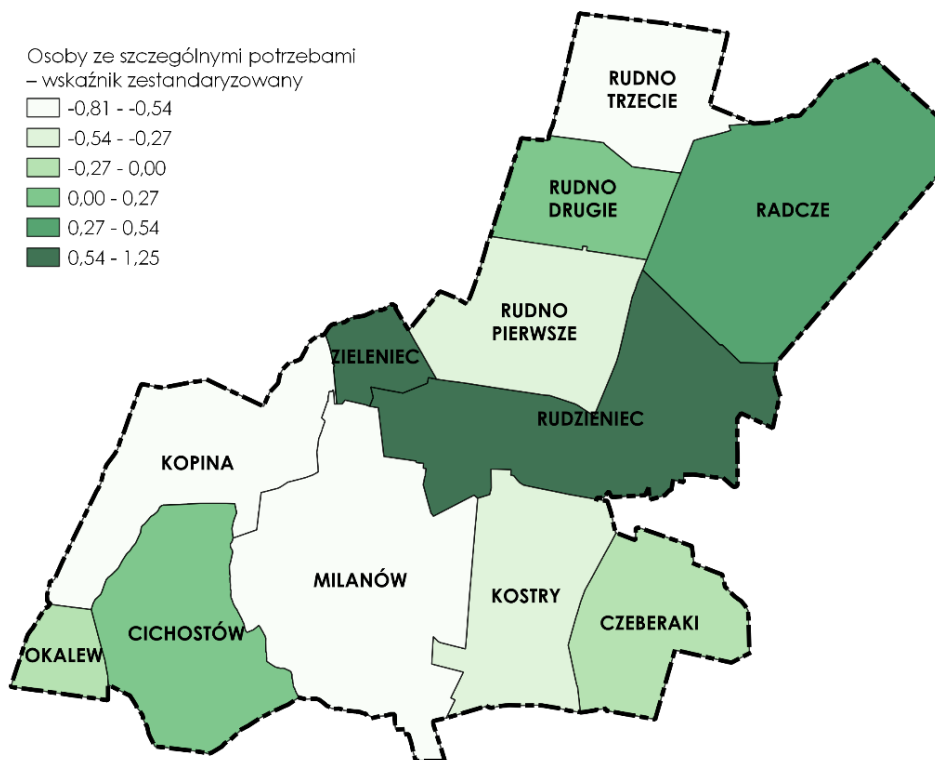 Osoby ze szczególnymi potrzebami
– wskaźnik zestandaryzowany
-0,81 - -0,54
-0,54 - -0,27
-0,27 - 0,00
0,00 - 0,27
0,27 - 0,54
0,54 - 1,25
RUDNO
TRZECIE
RUDNO
DRUGIE
RADCZE
RUDNO
PIERWSZE
ZIELENIEC
RUDZIENIEC
KOPINA
MILANÓW
KOSTRY
CZEBERAKI
CICHOSTÓW
OKALEW